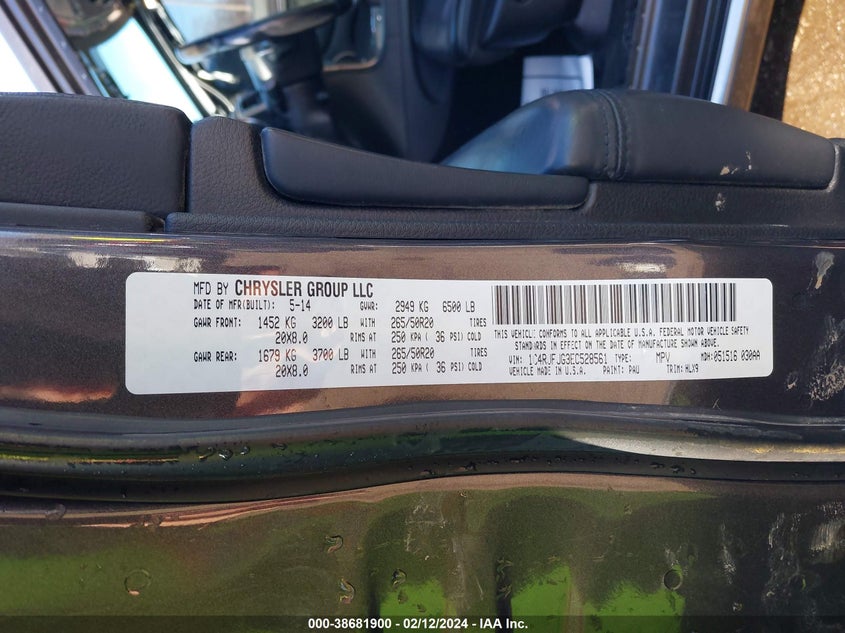 MFD BY CHRYSLER GROUP LLC
DATE OF MFR(BUILT): 5-14 GVWR: 2949 KG 6500 LB
GAWR FRONT: 1452 KG 3200 LB WITH 265/50R20 TIRES
20X8.0 RIMS AT 250 KPA ( 36 PSI) COLD
GAWR REAR: 1679 KG 3700 LB WITH 265/50R20 TIRES
20X8.0 RIMS AT 250 KPA ( 36 PSI) COLD
THIS VEHICLE CONFORMS TO ALL APPLICABLE U.S.A. FEDERAL MOTOR VEHICLE SAFETY
STANDARDS IN EFFECT ON THE DATE OF MANUFACTURE SHOWN ABOVE.
VIN: 1C4RJFJG3EC528561 TYPE: MPV MDH: 051516 030AA
VEHICLE MADE IN U.S.A. PAINT: PAU TRIM: HLX9
000-38681900 - 02/12/2024 - IAA Inc.